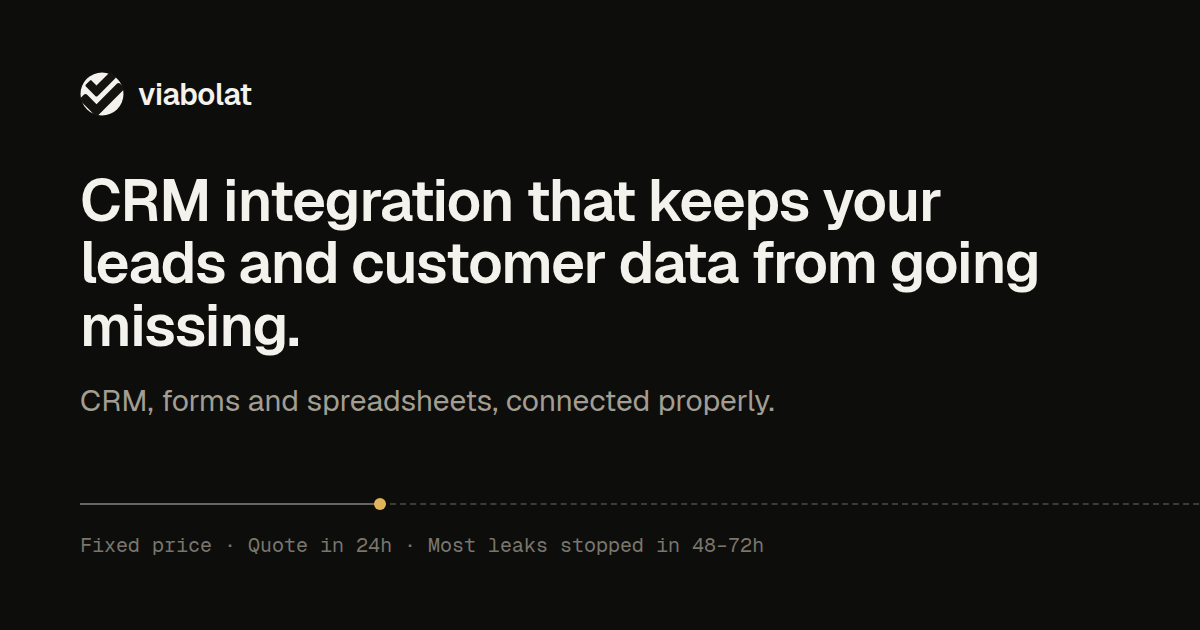 viabolat
CRM integration that keeps your
leads and customer data from going
missing.
CRM, forms and spreadsheets, connected properly.
Fixed price · Quote in 24h · Most leaks stopped in 48–72h